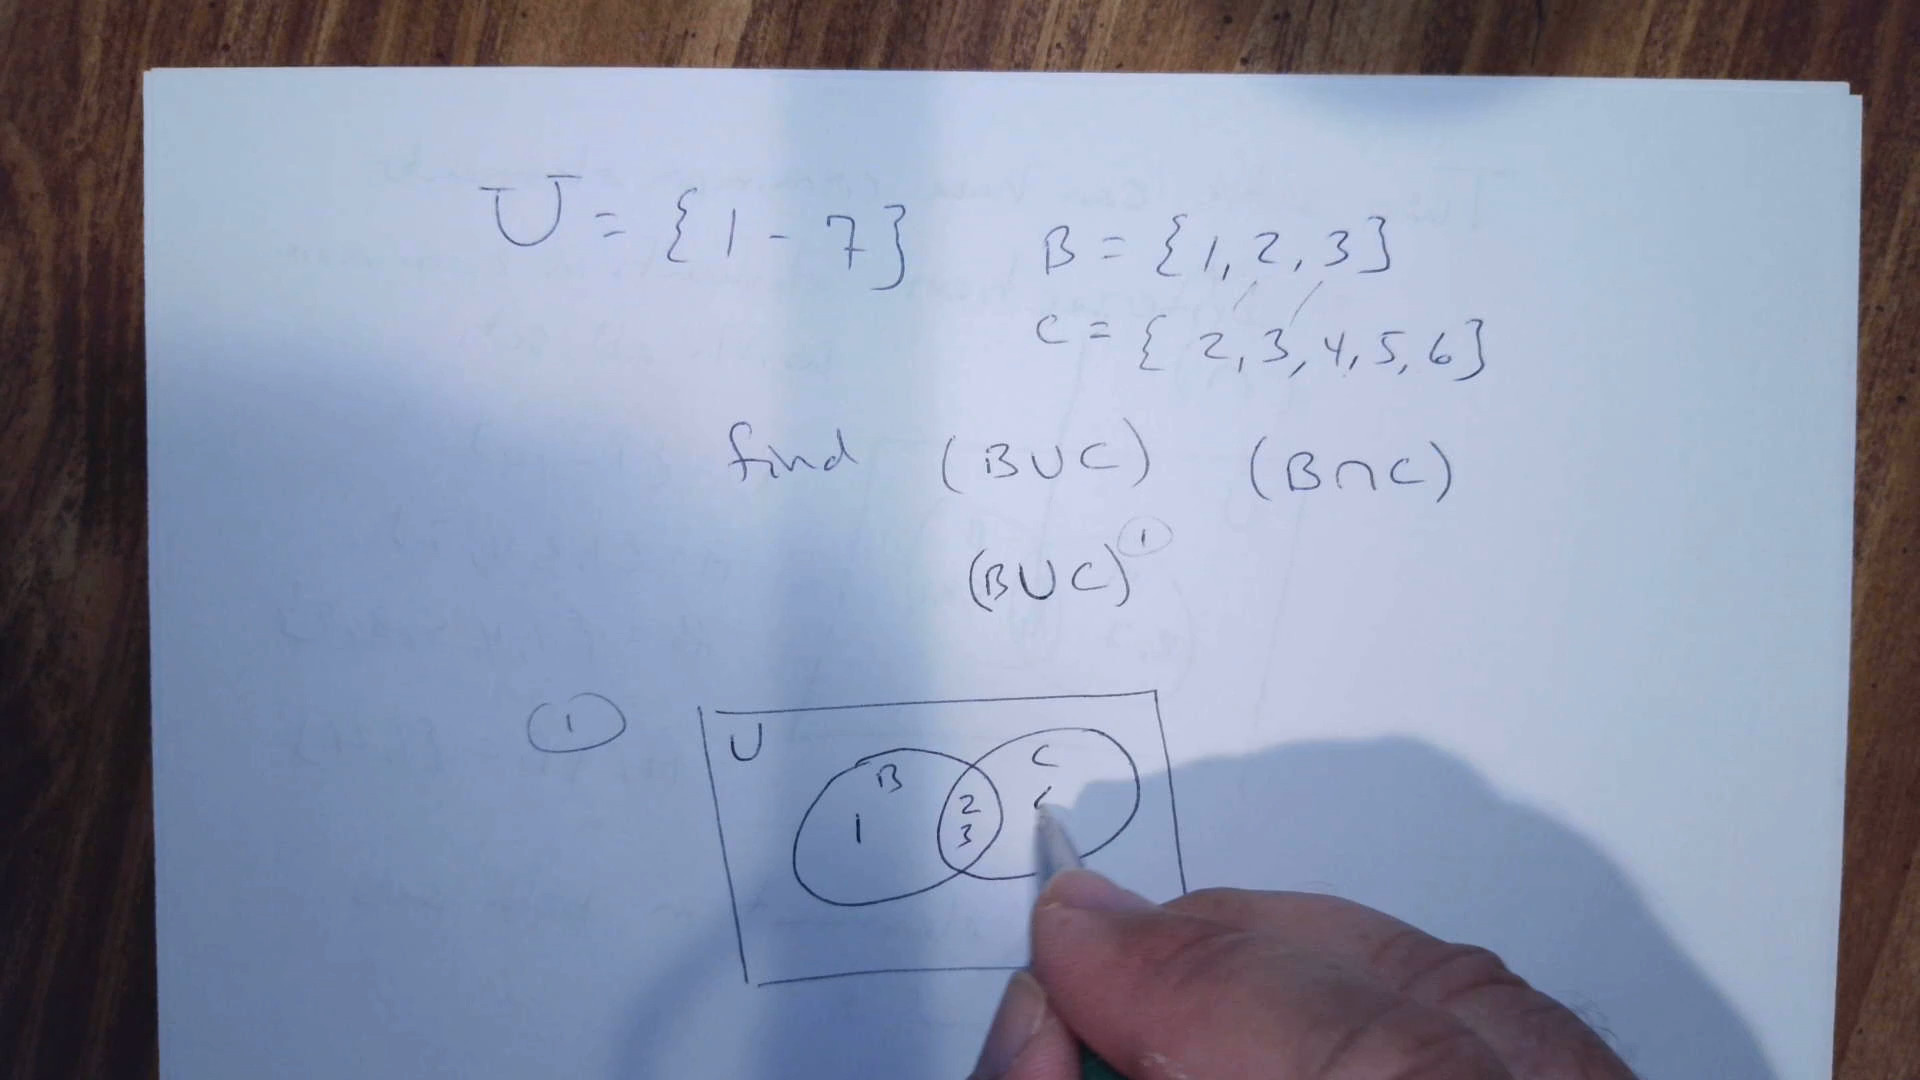 U = {1 - 7}
B = {1, 2, 3}
C = {2, 3, 4, 5, 6}
find (B∪C) (B∩C)
(B∪C)'
1
U
B
C
1
2
3